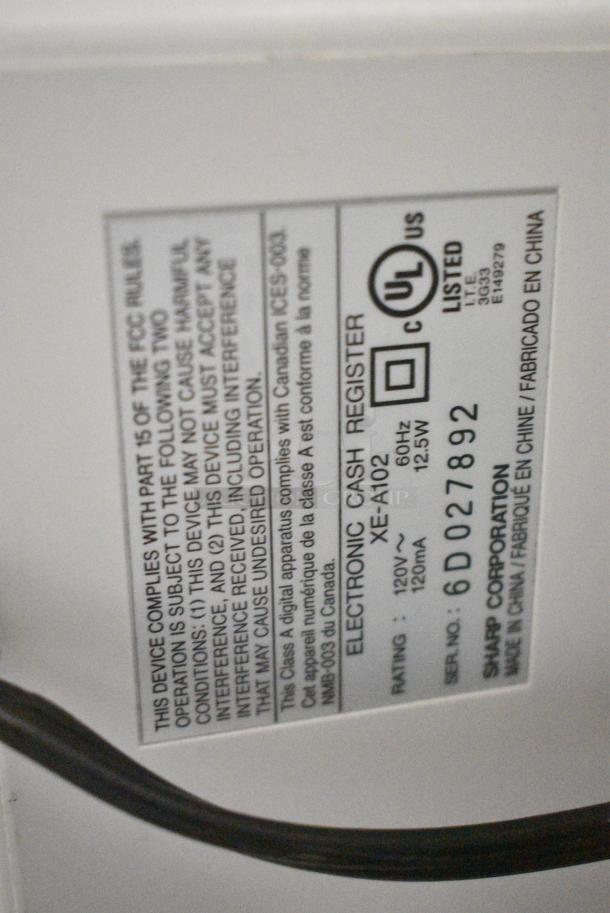 THIS DEVICE COMPLIES WITH PART 15 OF THE FCC RULES.
OPERATION IS SUBJECT TO THE FOLLOWING TWO
CONDITIONS: (1) THIS DEVICE MAY NOT CAUSE HARMFUL
INTERFERENCE, AND (2) THIS DEVICE MUST ACCEPT ANY
INTERFERENCE RECEIVED, INCLUDING INTERFERENCE
THAT MAY CAUSE UNDESIRED OPERATION.
This Class A digital apparatus complies with Canadian ICES-003.
Cet appareil numérique de la classe A est conforme à la norme
NMB-003 du Canada.
ELECTRONIC CASH REGISTER
XE-A102
RATING : 120V~ 60Hz
120mA 12.5W
C UL US
LISTED
I.T.E.
3G33
E149279
SER. NO.: 6D027892
SHARP CORPORATION
MADE IN CHINA / FABRIQUÉ EN CHINE / FABRICADO EN CHINA